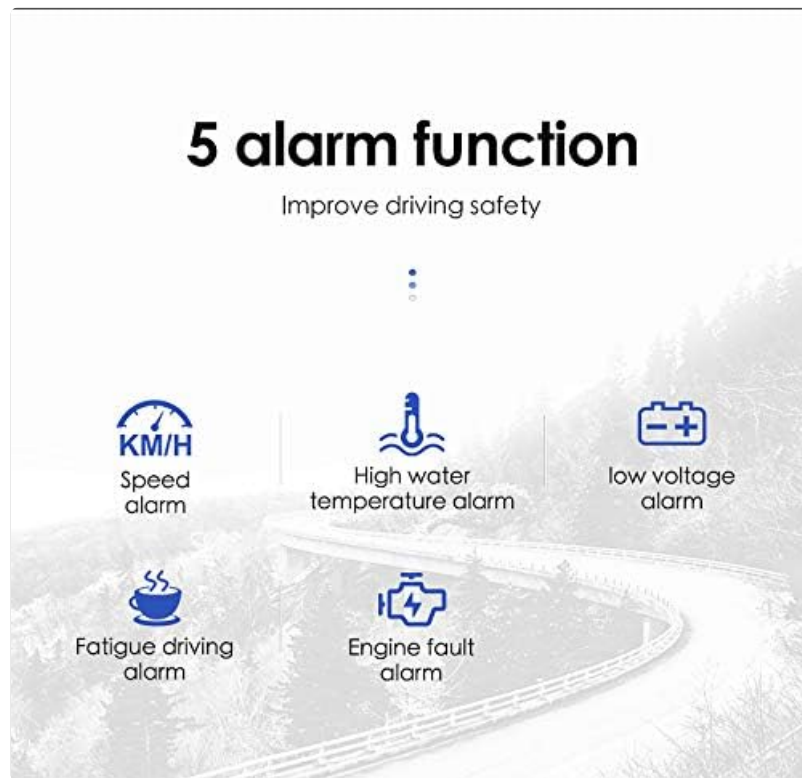 5 alarm function
Improve driving safety
KM/H
Speed
alarm
High water
temperature alarm
low voltage
alarm
Fatigue driving
alarm
Engine fault
alarm